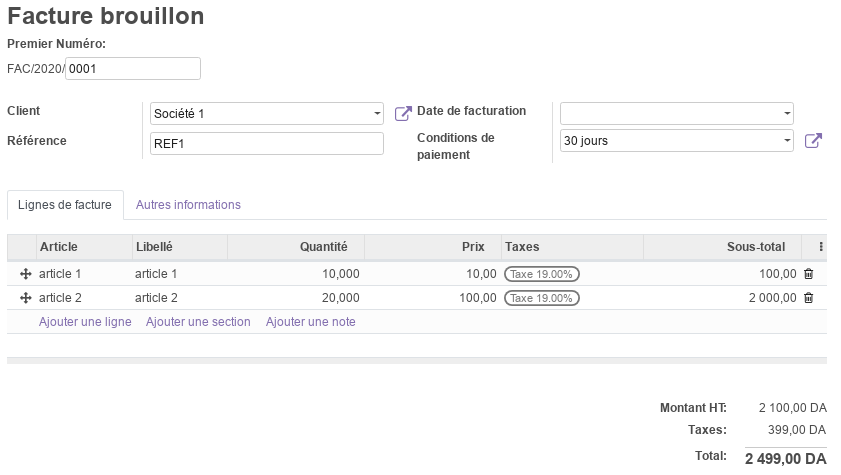 Facture brouillon
Premier Numéro:
FAC/2020/ 0001
Client Société 1 Date de facturation
Référence REF1 Conditions de paiement 30 jours
Lignes de facture Autres informations
Article Libellé Quantité Prix Taxes Sous-total
article 1 article 1 10,000 10,00 Taxe 19.00% 100,00
article 2 article 2 20,000 100,00 Taxe 19.00% 2 000,00
Ajouter une ligne Ajouter une section Ajouter une note
Montant HT: 2 100,00 DA
Taxes: 399,00 DA
Total: 2 499,00 DA